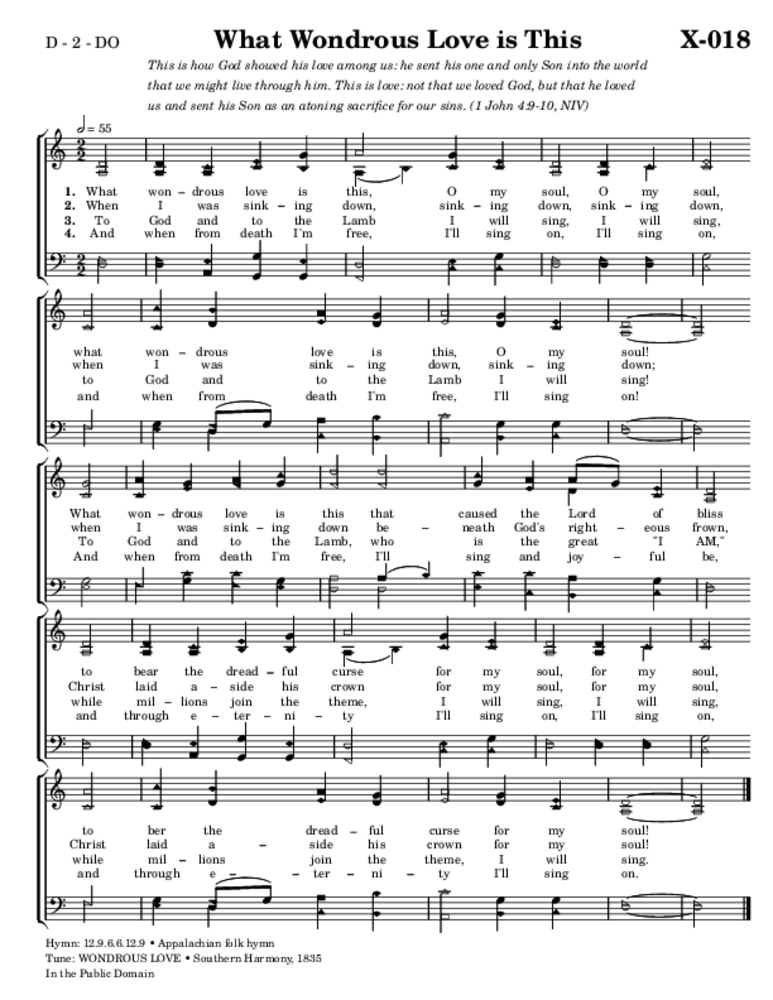 D - 2 - DO What Wondrous Love is This X-018
This is how God showed his love among us: he sent his one and only Son into the world
that we might live through him. This is love: not that we loved God, but that he loved
us and sent his Son as an atoning sacrifice for our sins. (1 John 4:9-10, NIV)
= 55
1. What won – drous love is this, O my soul, O my soul,
2. When I was sink – ing down, sink – ing down, sink – ing down,
3. To God and to the Lamb I will sing, I will sing,
4. And when from death I'm free, I'll sing on, I'll sing on,
what won – drous love is this, O my soul!
when I was sink – ing down, sink – ing down;
to God and to the Lamb I will sing!
and when from death I'm free, I'll sing on!
What won – drous love is this that caused the Lord of bliss
when I was sink – ing down be – neath God's right – eous frown,
To God and to the Lamb, who is the great "I AM,"
And when from death I'm free, I'll sing and joy – ful be,
to bear the dread – ful curse for my soul, for my soul,
Christ laid a – side his crown for my soul, for my soul,
while mil – lions join the theme, I will sing, I will sing,
and through e – ter – ni – ty I'll sing on, I'll sing on,
to ber the dread – ful curse for my soul!
Christ laid a – side his crown for my soul!
while mil – lions join the theme, I will sing.
and through e – ter – ni – ty I'll sing on.
Hymn: 12.9.6.6.12.9 • Appalachian folk hymn
Tune: WONDROUS LOVE • Southern Harmony, 1835
In the Public Domain